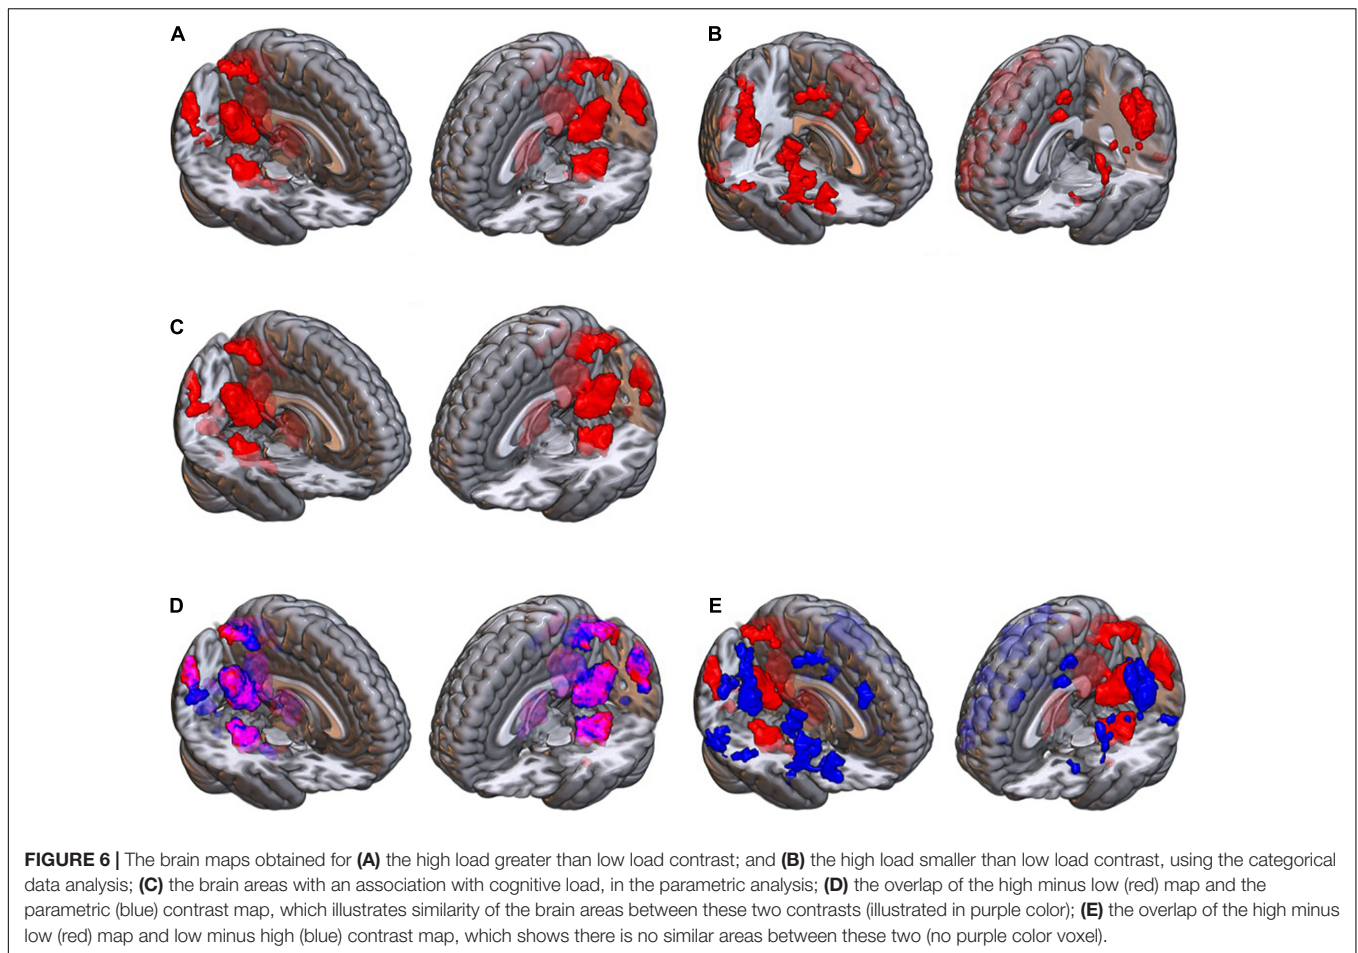 A
B
C
D
E
FIGURE 6 | The brain maps obtained for (A) the high load greater than low load contrast; and (B) the high load smaller than low load contrast, using the categorical
data analysis; (C) the brain areas with an association with cognitive load, in the parametric analysis; (D) the overlap of the high minus low (red) map and the
parametric (blue) contrast map, which illustrates similarity of the brain areas between these two contrasts (illustrated in purple color); (E) the overlap of the high minus
low (red) map and low minus high (blue) contrast map, which shows there is no similar areas between these two (no purple color voxel).